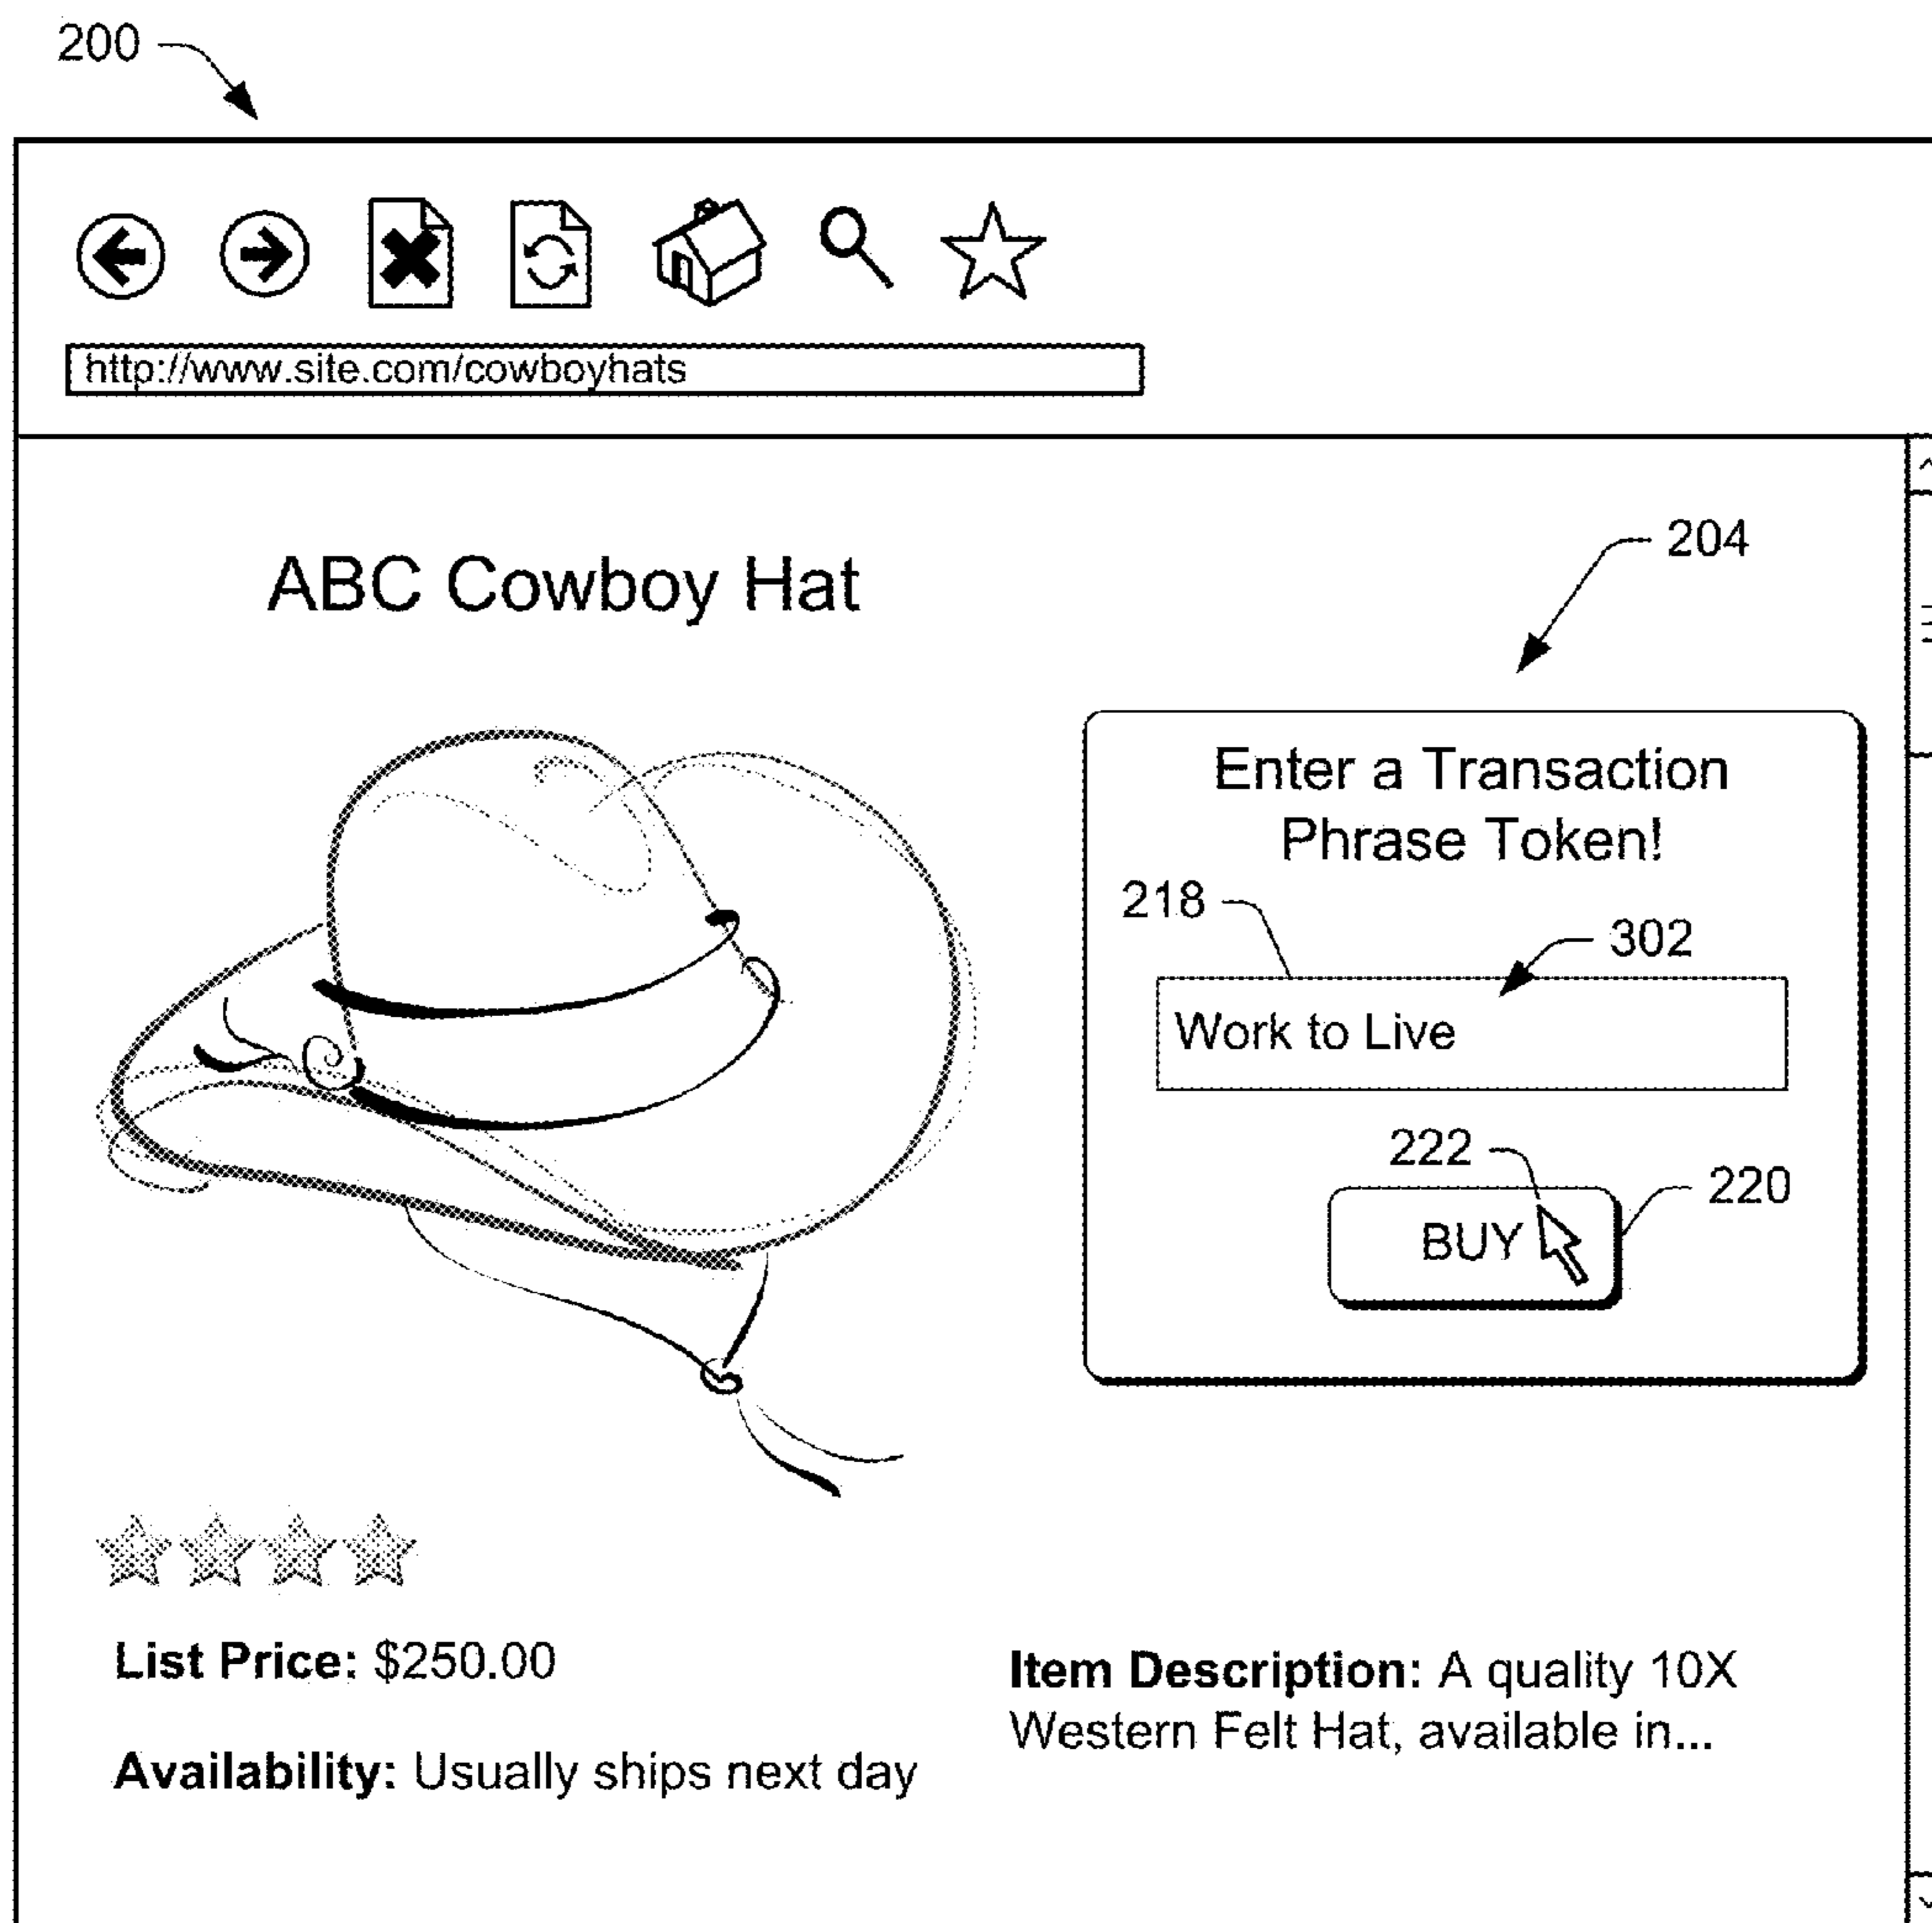 200
http://www.site.com/cowboyhats
204
ABC Cowboy Hat
Enter a Transaction
Phrase Token!
218
302
Work to Live
222
220
BUY
List Price: $250.00
Item Description: A quality 10X
Western Felt Hat, available in...
Availability: Usually ships next day